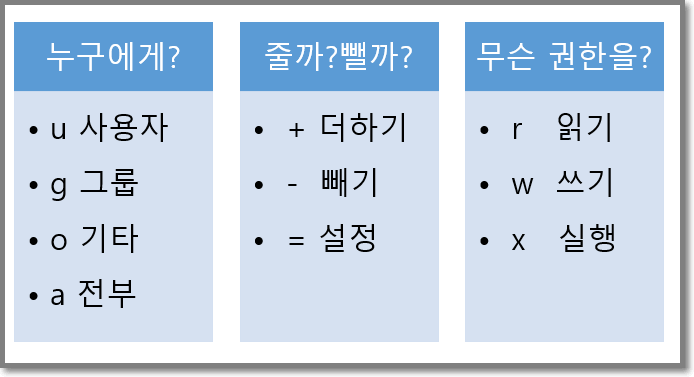 누구에게?
• u 사용자
• g 그룹
• o 기타
• a 전부
줄까?뺄까?
• + 더하기
• - 빼기
• = 설정
무슨 권한을?
• r 읽기
• w 쓰기
• x 실행